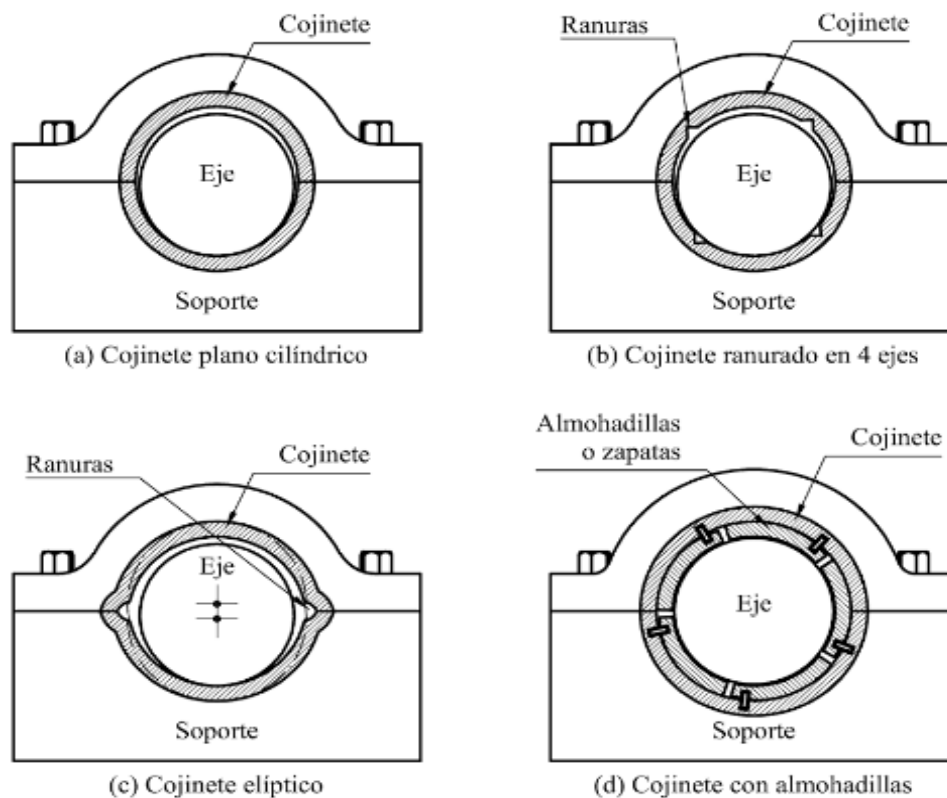 Cojinete
Eje
Soporte
(a) Cojinete plano cilíndrico
Ranuras
Cojinete
Eje
Soporte
(b) Cojinete ranurado en 4 ejes
Ranuras
Cojinete
Eje
Soporte
(c) Cojinete elíptico
Almohadillas
o zapatas
Cojinete
Eje
Soporte
(d) Cojinete con almohadillas